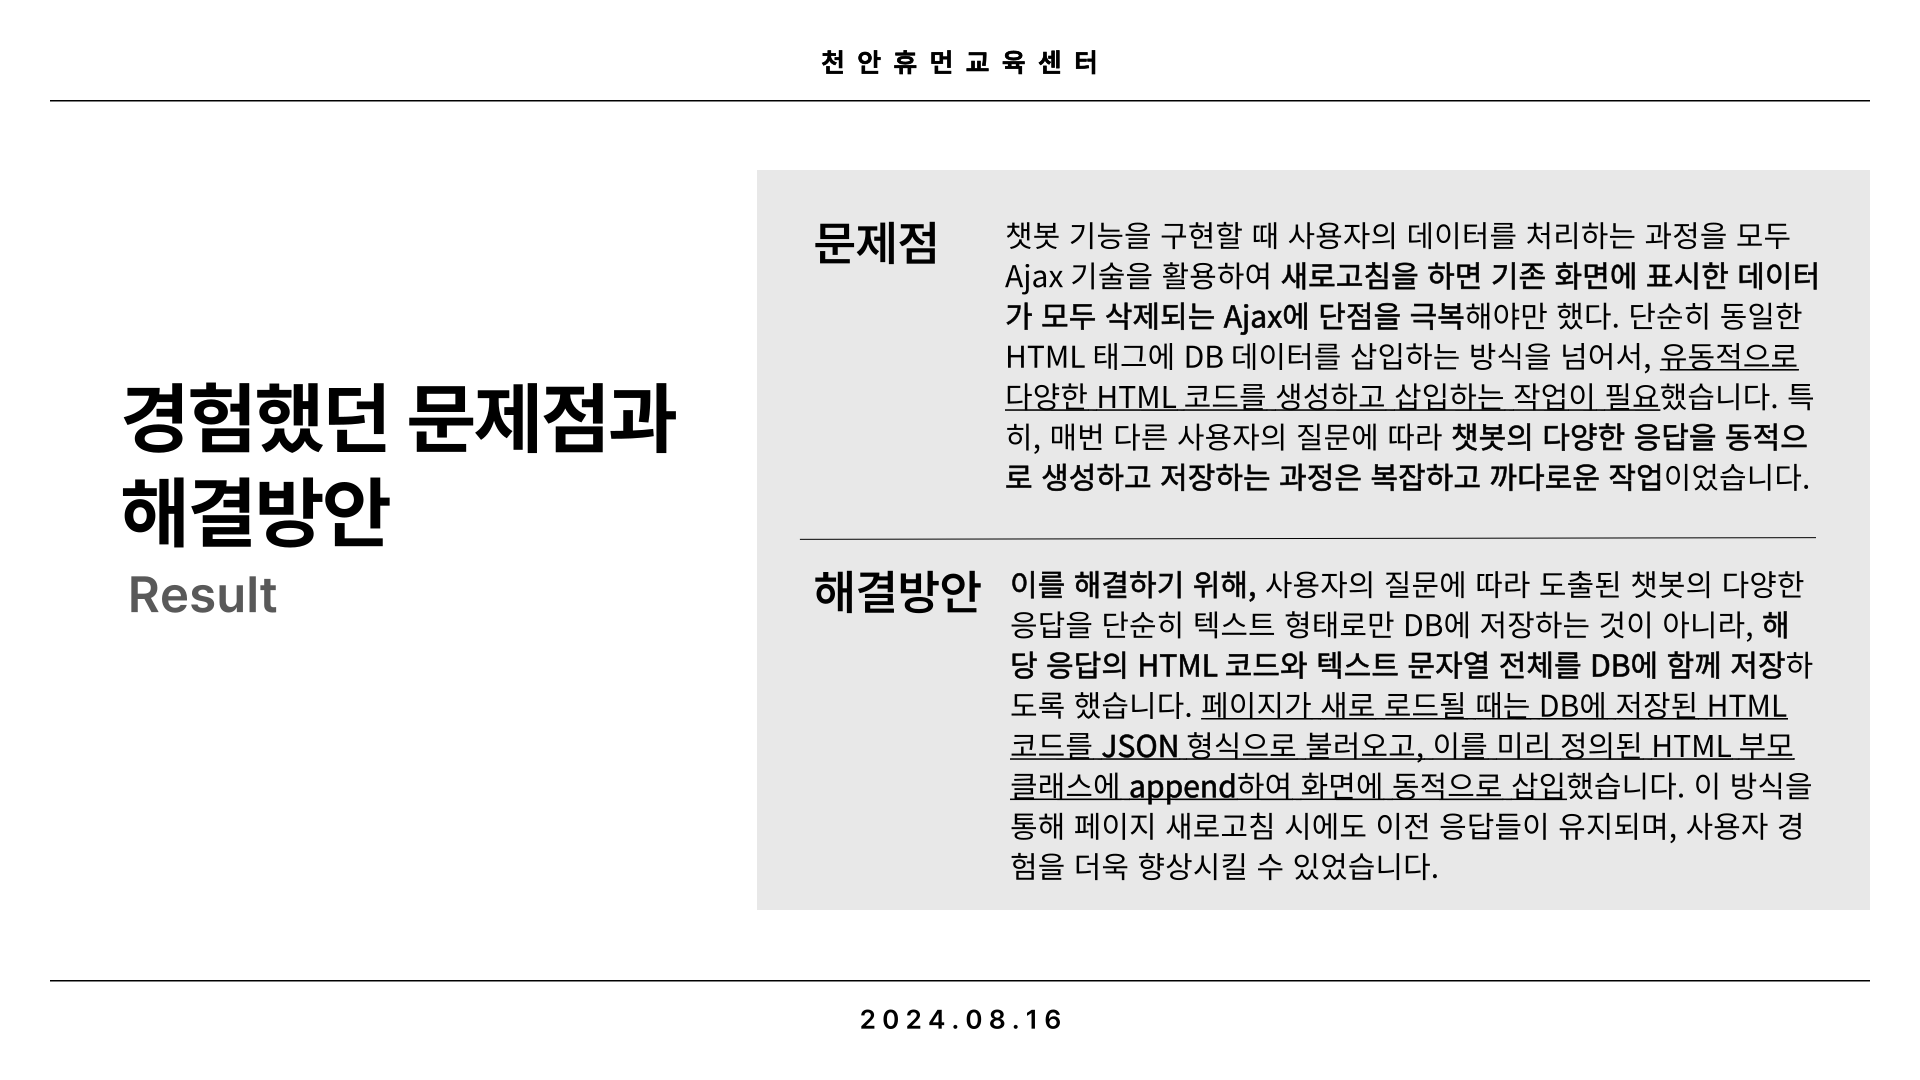 천안휴먼교육센터
경험했던 문제점과
해결방안
Result
문제점
챗봇 기능을 구현할 때 사용자의 데이터를 처리하는 과정을 모두
Ajax 기술을 활용하여 새로고침을 하면 기존 화면에 표시한 데이터
가 모두 삭제되는 Ajax에 단점을 극복해야만 했다. 단순히 동일한
HTML 태그에 DB 데이터를 삽입하는 방식을 넘어서, 유동적으로
다양한 HTML 코드를 생성하고 삽입하는 작업이 필요했습니다. 특
히, 매번 다른 사용자의 질문에 따라 챗봇의 다양한 응답을 동적으
로 생성하고 저장하는 과정은 복잡하고 까다로운 작업이었습니다.
해결방안
이를 해결하기 위해, 사용자의 질문에 따라 도출된 챗봇의 다양한
응답을 단순히 텍스트 형태로만 DB에 저장하는 것이 아니라, 해
당 응답의 HTML 코드와 텍스트 문자열 전체를 DB에 함께 저장하
도록 했습니다. 페이지가 새로 로드될 때는 DB에 저장된 HTML
코드를 JSON 형식으로 불러오고, 이를 미리 정의된 HTML 부모
클래스에 append하여 화면에 동적으로 삽입했습니다. 이 방식을
통해 페이지 새로고침 시에도 이전 응답들이 유지되며, 사용자 경
험을 더욱 향상시킬 수 있었습니다.
2024.08.16